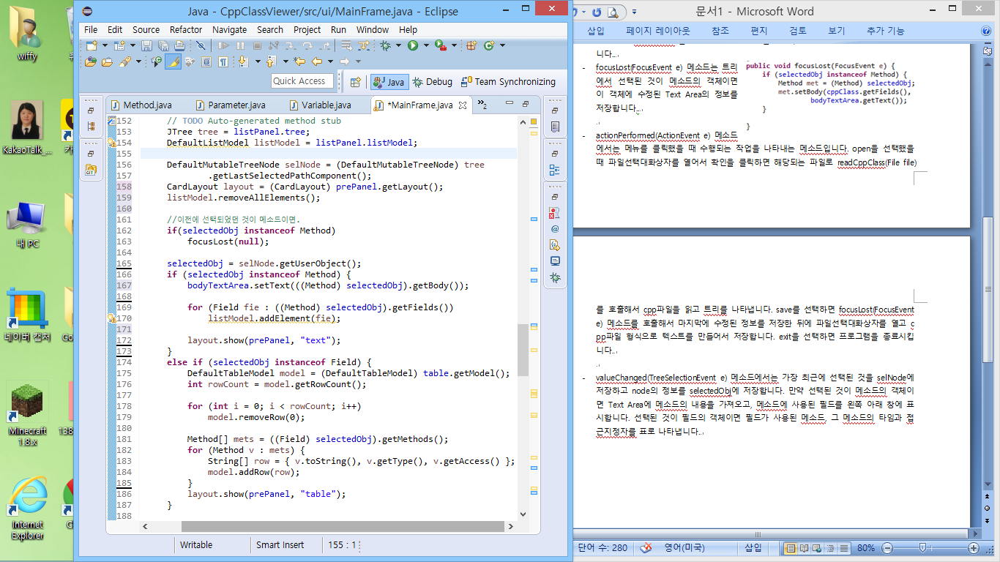 wiffy
KakaoTalk_...
내 PC
네이버 캡처
Minecraft
1.8.x
Internet
Explorer
Java - CppClassViewer/src/ui/MainFrame.java - Eclipse
File Edit Source Refactor Navigate Search Project Run Window Help
Quick Access
Java Debug Team Synchronizing
Method.java Parameter.java Variable.java *MainFrame.java »2
152 // TODO Auto-generated method stub
153 JTree tree = listPanel.tree;
154 DefaultListModel listModel = listPanel.listModel;
155
156 DefaultMutableTreeNode selNode = (DefaultMutableTreeNode) tree
157 .getLastSelectedPathComponent();
158 CardLayout layout = (CardLayout) prePanel.getLayout();
159 listModel.removeAllElements();
160
161 //이전에 선택되었던 것이 메소드이면.
162 if(selectedObj instanceof Method)
163 focusLost(null);
164
165 selectedObj = selNode.getUserObject();
166 if (selectedObj instanceof Method) {
167 bodyTextArea.setText(((Method) selectedObj).getBody());
168
169 for (Field fie : ((Method) selectedObj).getFields())
170 listModel.addElement(fie);
171
172 layout.show(prePanel, "text");
173 }
174 else if (selectedObj instanceof Field) {
175 DefaultTableModel model = (DefaultTableModel) table.getModel();
176 int rowCount = model.getRowCount();
177
178 for (int i = 0; i < rowCount; i++)
179 model.removeRow(0);
180
181 Method[] mets = ((Field) selectedObj).getMethods();
182 for (Method v : mets) {
183 String[] row = { v.toString(), v.getType(), v.getAccess() };
184 model.addRow(row);
185 }
186 layout.show(prePanel, "table");
187 }
188
Writable Smart Insert 155 : 1
문서1 - Microsoft Word
삽입 페이지 레이아웃 참조 편지 검토 보기 추가 기능
니다.
- focusLost(FocusEvent e) 메소드는 트리
에서 선택된 것이 메소드의 객체이면
이 객체에 수정된 Text Area의 정보를
저장합니다.
public void focusLost(FocusEvent e) {
if (selectedObj instanceof Method) {
Method met = (Method) selectedObj;
met.setBody(cppClass.getFields(),
bodyTextArea.getText());
}
}
- actionPerformed(ActionEvent e) 메소드
에서는 메뉴를 클릭했을 때 수행되는 작업을 나타내는 메소드입니다. open을 선택했을
때 파일선택대화상자를 열어서 확인을 클릭하면 해당되는 파일로 readCppClass(File file)
를 호출해서 cpp파일을 읽고 트리를 나타냅니다. save를 선택하면 focusLost(FocusEvent
e) 메소드를 호출해서 마지막에 수정된 정보를 저장한 뒤에 파일선택대화상자를 열고 c
pp파일 형식으로 텍스트를 만들어서 저장합니다. exit을 선택하면 프로그램을 종료시킵
니다.
- valueChanged(TreeSelectionEvent e) 메소드에서는 가장 최근에 선택된 것을 selNode에
저장하고 node의 정보를 selectedObj에 저장합니다. 만약 선택된 것이 메소드의 객체이
면 Text Area에 메소드의 내용을 가져오고, 메소드에 사용된 필드를 왼쪽 아래 창에 표
시합니다. 선택된 것이 필드의 객체이면 필드가 사용된 메소드, 그 메소드의 타임과 접
근지정자를 표로 나타냅니다.
단어 수: 280 영어(미국) 삽입 80%